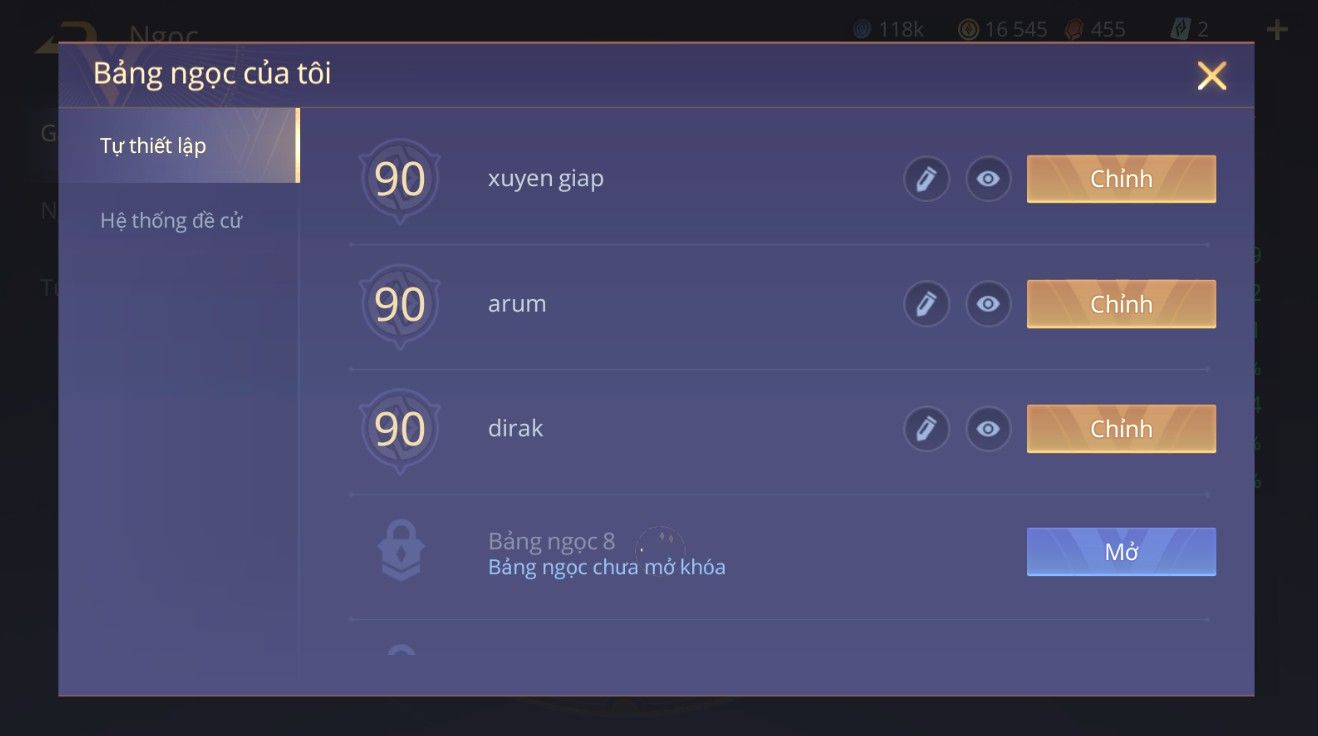 Ngọc
118k
16 545
455
2
Bảng ngọc của tôi
Tự thiết lập
Hệ thống đề cử
90
xuyen giap
Chỉnh
90
arum
Chỉnh
90
dirak
Chỉnh
Bảng ngọc 8
Bảng ngọc chưa mở khóa
Mở